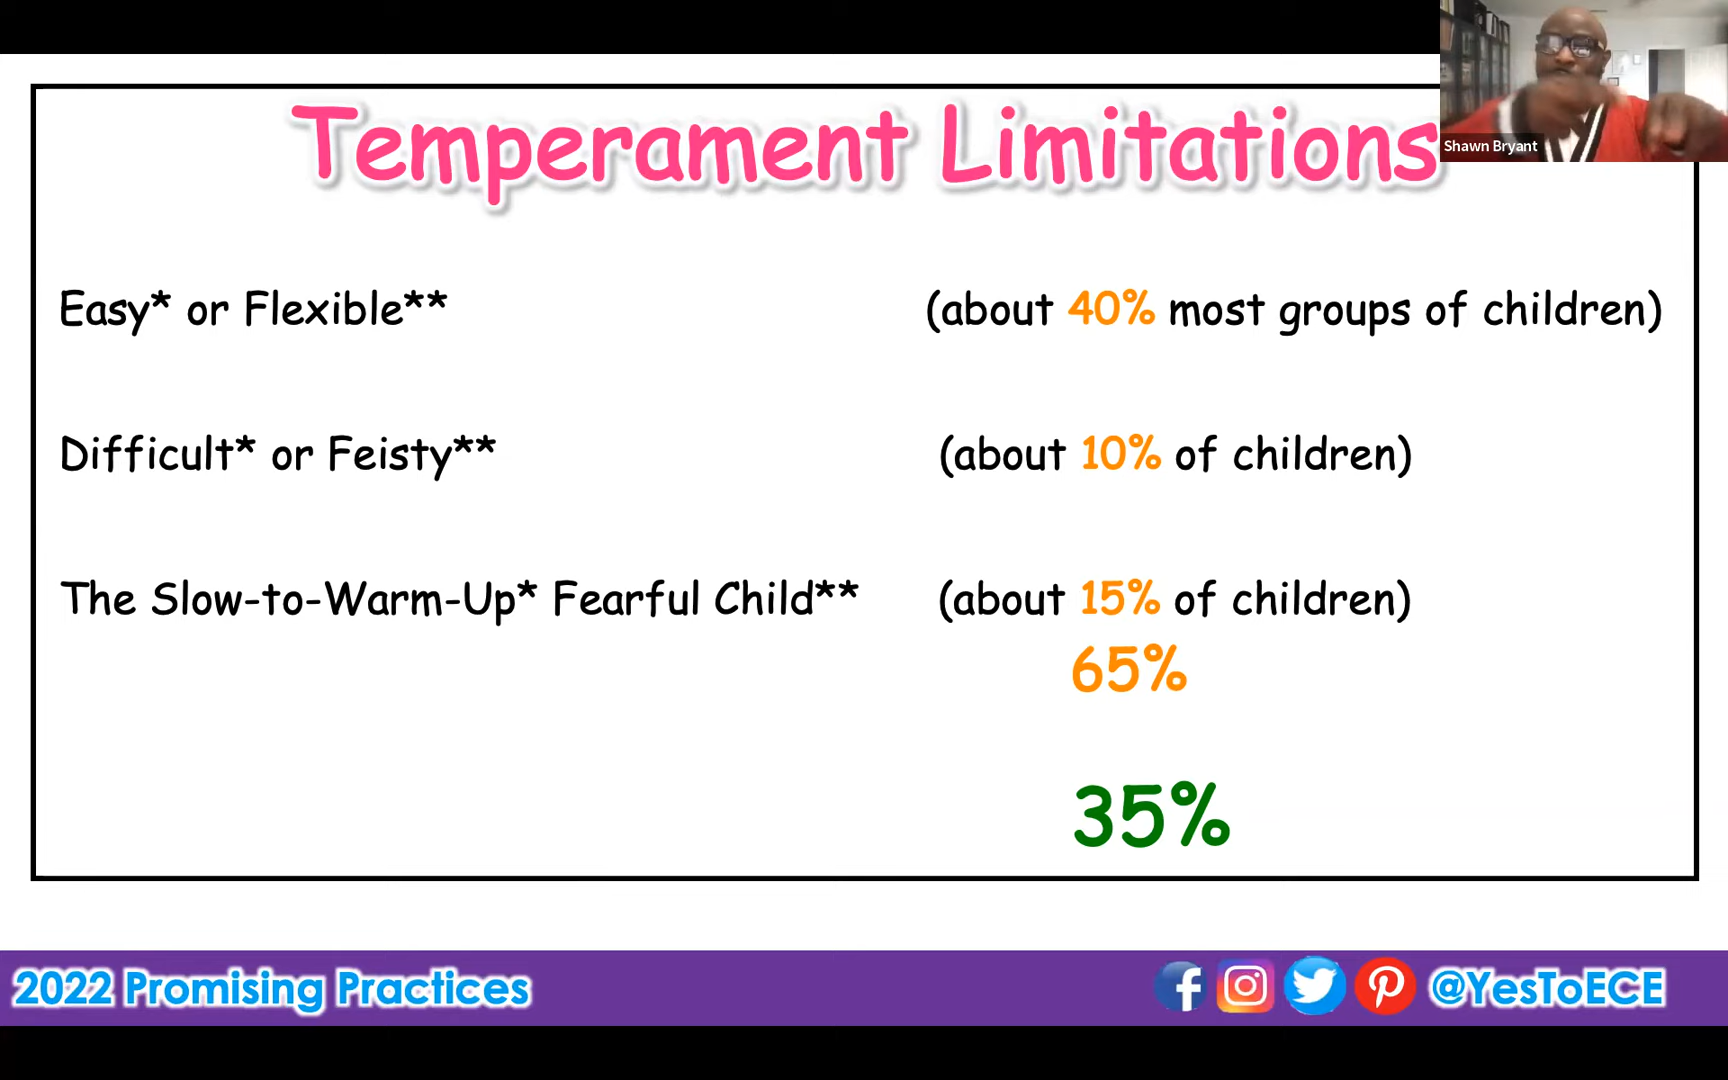 Temperament Limitations
Shawn Bryant
Easy* or Flexible** (about 40% most groups of children)
Difficult* or Feisty** (about 10% of children)
The Slow-to-Warm-Up* Fearful Child** (about 15% of children)
65%
35%
2022 Promising Practices @YesToECE